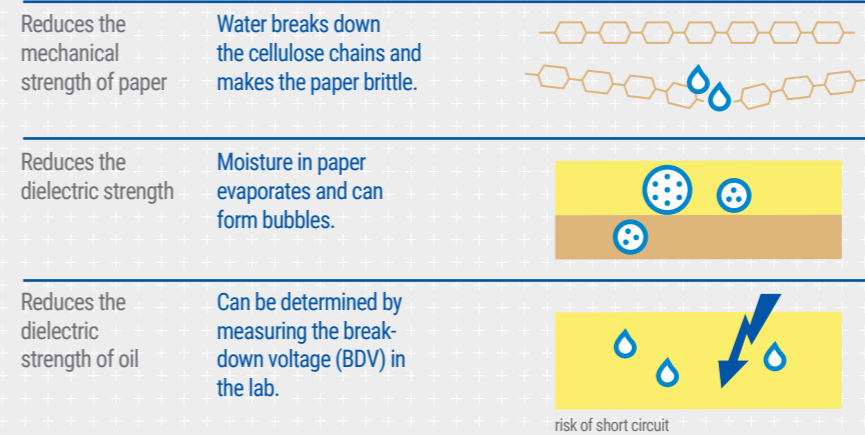 Reduces the
mechanical
strength of paper
Water breaks down
the cellulose chains and
makes the paper brittle.
Reduces the
dielectric strength
Moisture in paper
evaporates and can
form bubbles.
Reduces the
dielectric
strength of oil
Can be determined by
measuring the break-
down voltage (BDV) in
the lab.
risk of short circuit